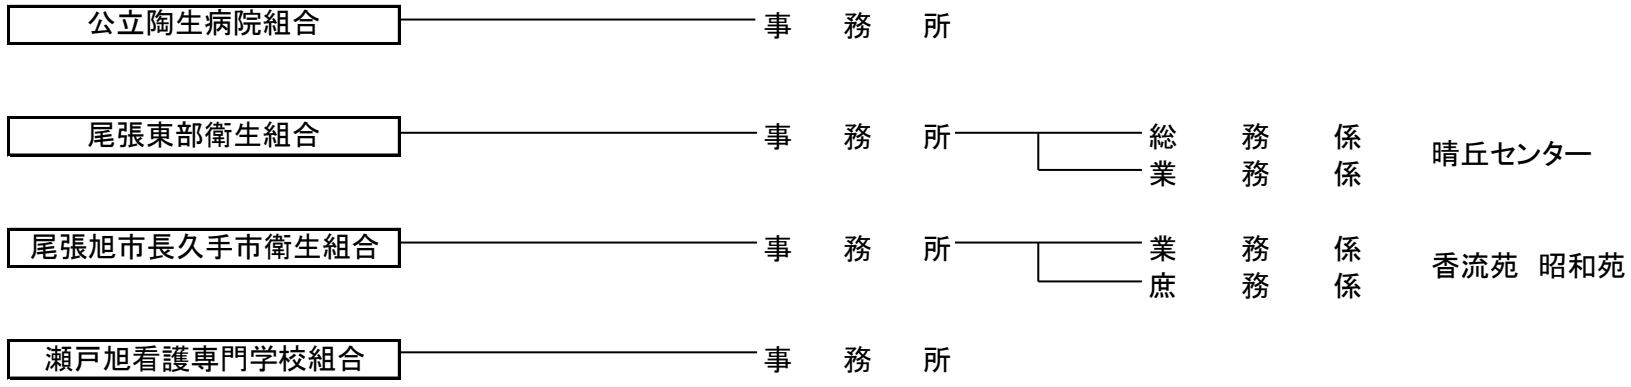 公立陶生病院組合 事務所
尾張東部衛生組合 事務所 総務係
業務係 晴丘センター
尾張旭市長久手市衛生組合 事務所 業務係
庶務係 香流苑 昭和苑
瀬戸旭看護専門学校組合 事務所